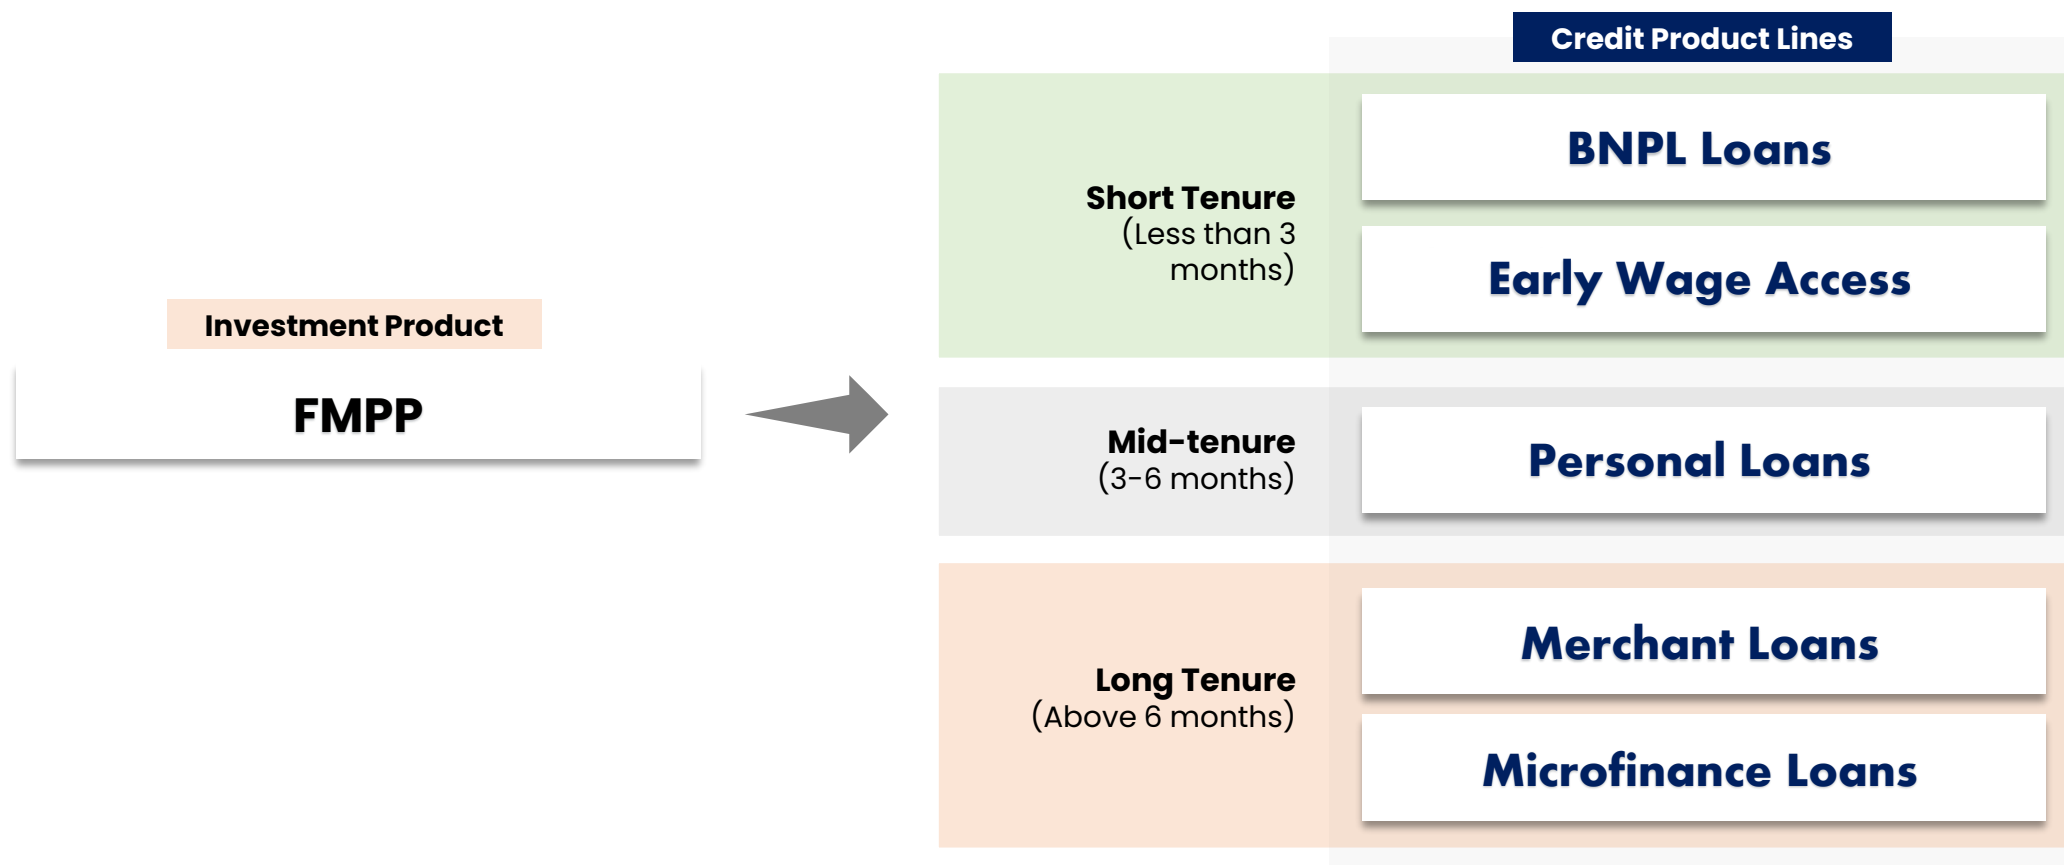 Credit Product Lines
Investment Product
FMPP
Short Tenure
(Less than 3
months)
BNPL Loans
Early Wage Access
Mid-tenure
(3-6 months)
Personal Loans
Long Tenure
(Above 6 months)
Merchant Loans
Microfinance Loans